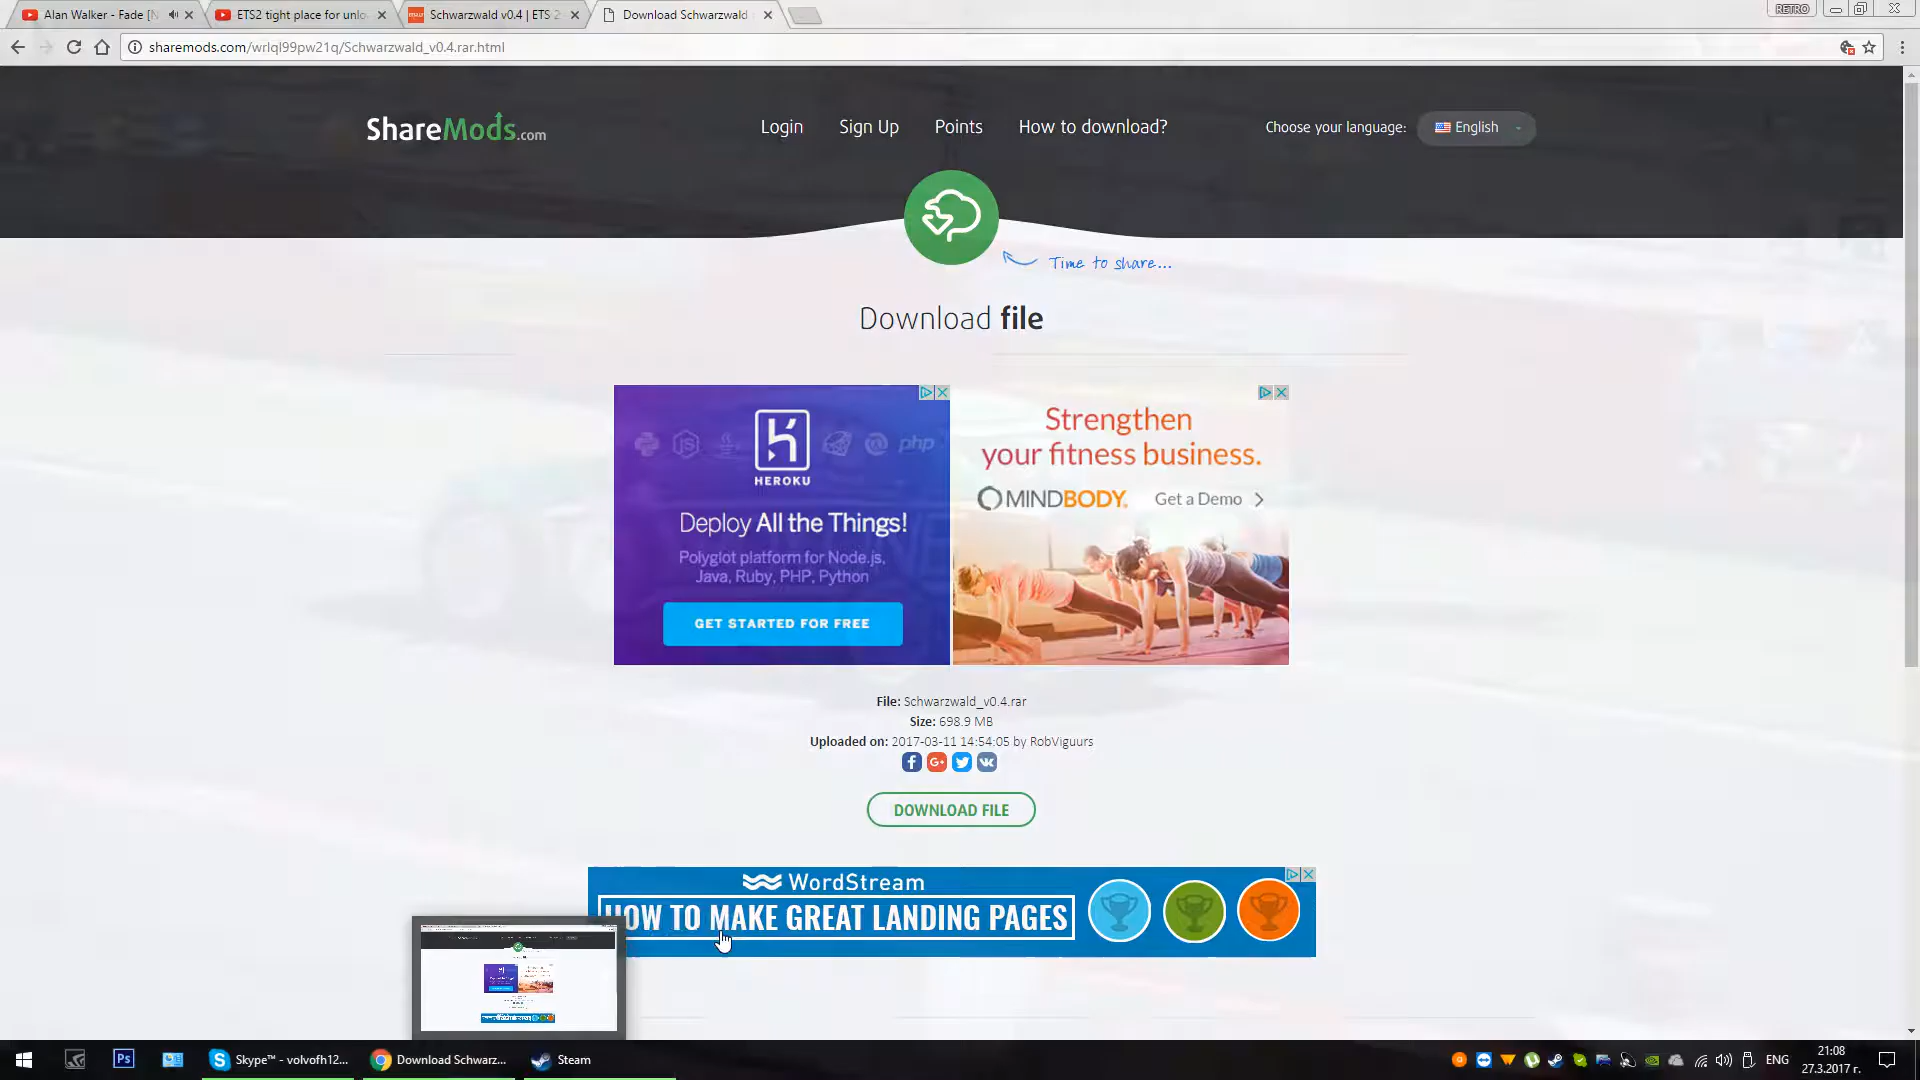 Alan Walker - Fade [N
ETS2 tight place for unlo
Schwarzwald v0.4 | ETS 2
Download Schwarzwald
RETRO
sharemods.com/wrlql99pw21q/Schwarzwald_v0.4.rar.html
ShareMods.com
Login
Sign Up
Points
How to download?
Choose your language:
English
Time to share...
Download file
php
HEROKU
Deploy All the Things!
Polyglot platform for Node.js,
Java, Ruby, PHP, Python
GET STARTED FOR FREE
Strengthen
your fitness business.
MINDBODY
Get a Demo
File: Schwarzwald_v0.4.rar
Size: 698.9 MB
Uploaded on: 2017-03-11 14:54:05 by RobViguurs
DOWNLOAD FILE
WordStream
HOW TO MAKE GREAT LANDING PAGES
Skype™ - volvofh12...
Download Schwarz...
Steam
ENG
21:08
27.3.2017 г.